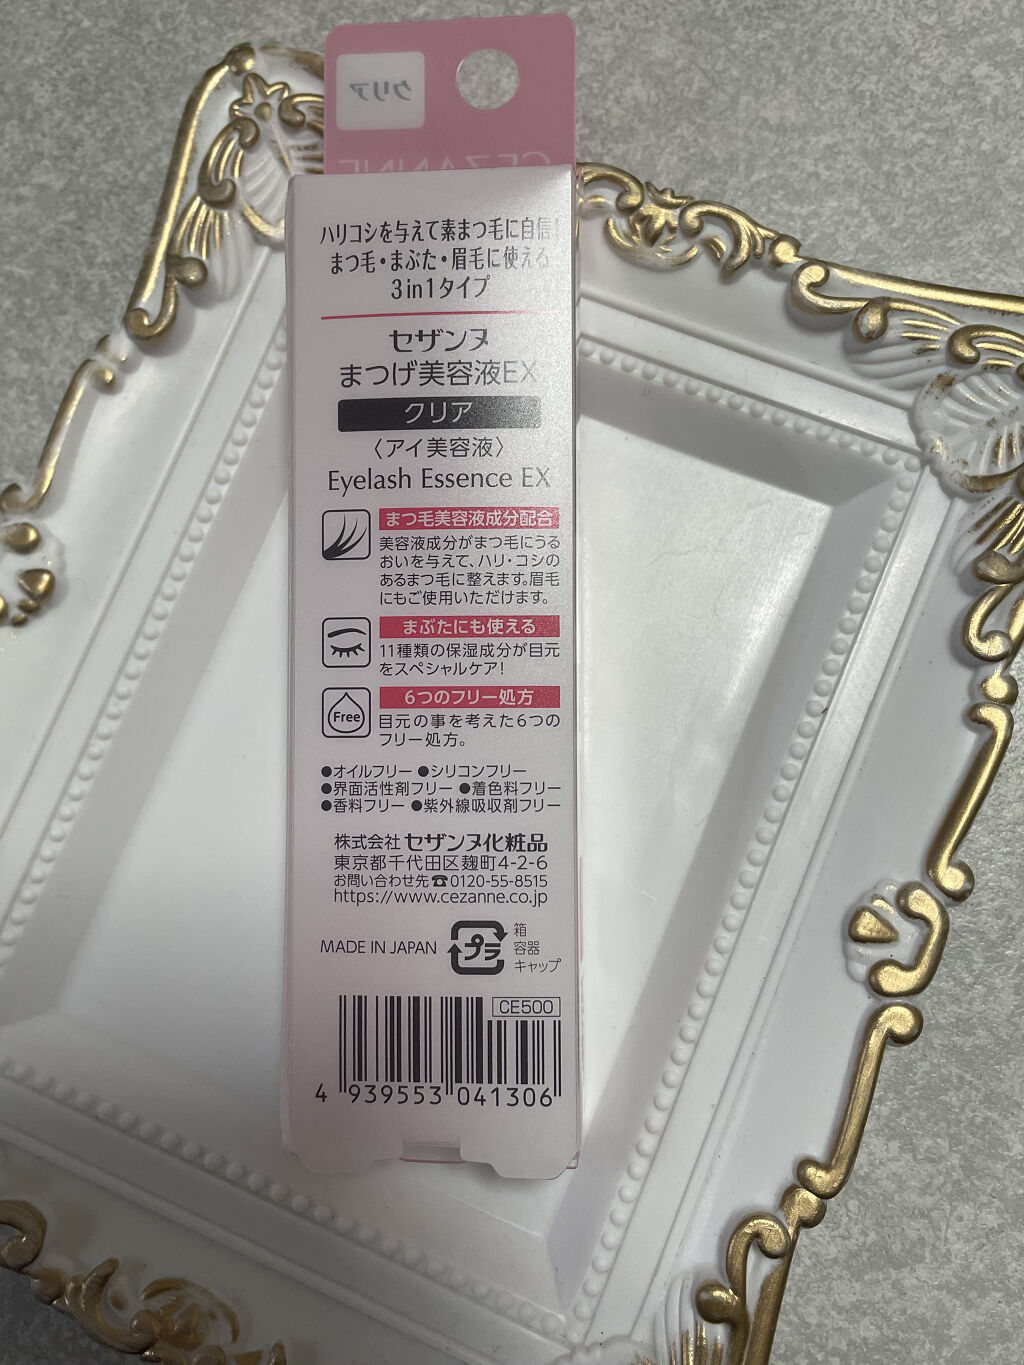 クリア
CEZANNE
ハリコシを与えて素まつ毛に自信!
まつ毛・まぶた・眉毛に使える
3in1タイプ
セザンヌ
まつげ美容液EX
クリア
〈アイ美容液〉
Eyelash Essence EX
まつ毛美容液成分配合
美容液成分がまつ毛にうる
おいを与えて、ハリ・コシの
あるまつ毛に整えます。眉毛
にもご使用いただけます。
まぶたにも使える
11種類の保湿成分が目元
をスペシャルケア!
6つのフリー処方
Free
目元の事を考えた6つの
フリー処方。
●オイルフリー ●シリコンフリー
●界面活性剤フリー ●着色料フリー
●香料フリー ●紫外線吸収剤フリー
株式会社 セザンヌ化粧品
東京都千代田区麹町4-2-6
お問い合わせ先☎0120-55-8515
https://www.cezanne.co.jp
MADE IN JAPAN
プラ
箱
容器
キャップ
CE500
4 939553 041306